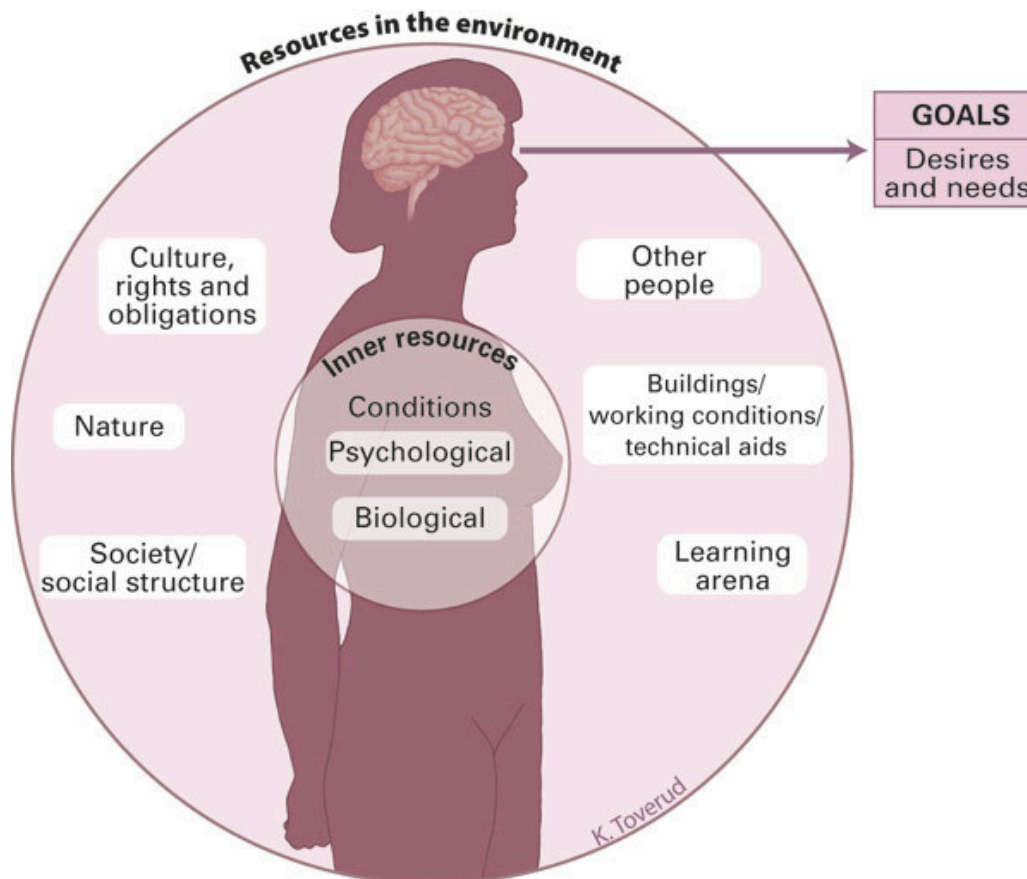 Resources in the environment
GOALS
Desires
and needs
Culture,
rights and
obligations
Other
people
Inner resources
Conditions
Psychological
Biological
Nature
Buildings/
working conditions/
technical aids
Society/
social structure
Learning
arena
K. Toverud